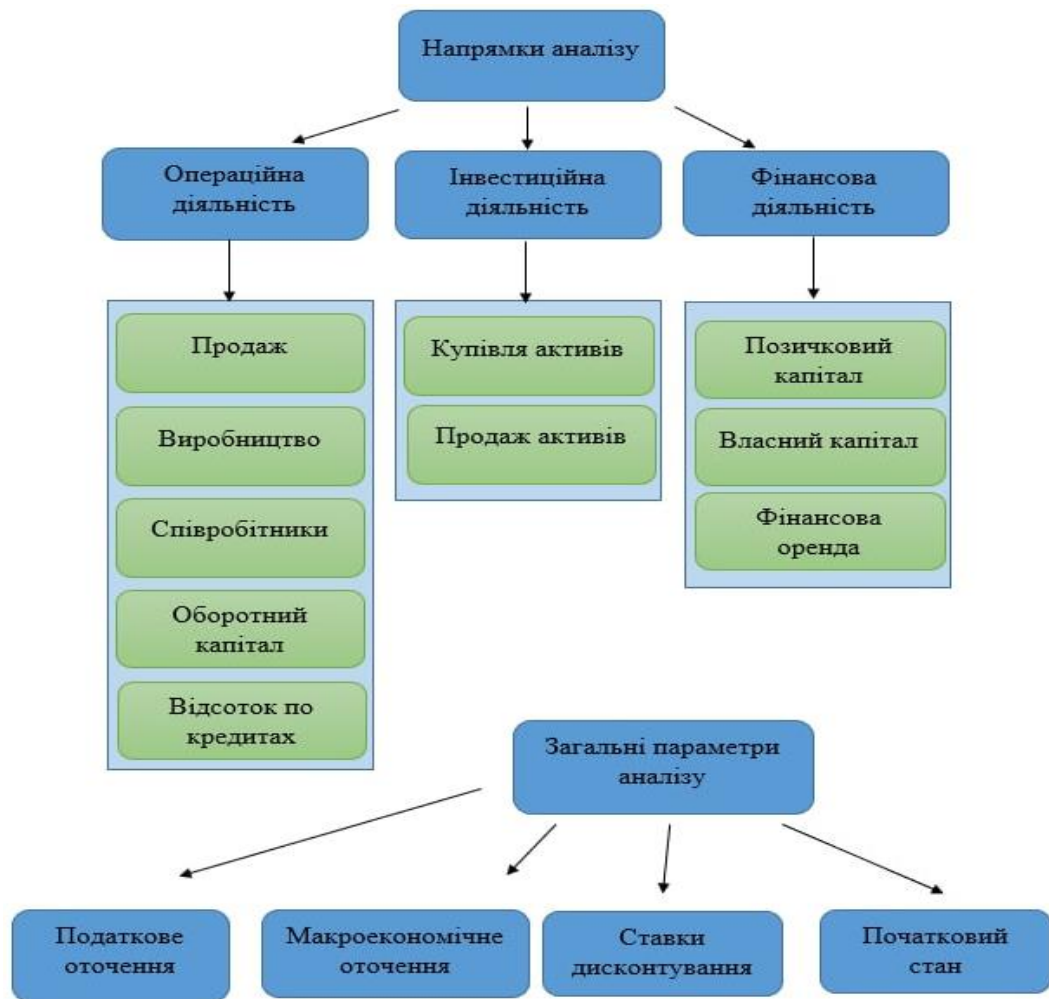 Напрямки аналізу
Операційна
діяльність
Інвестиційна
діяльність
Фінансова
діяльність
Продаж
Виробництво
Співробітники
Оборотний
капітал
Відсоток по
кредитах
Купівля активів
Продаж активів
Позичковий
капітал
Власний капітал
Фінансова
оренда
Загальні параметри
аналізу
Податкове
оточення
Макроекономічне
оточення
Ставки
дисконтування
Початковий
стан